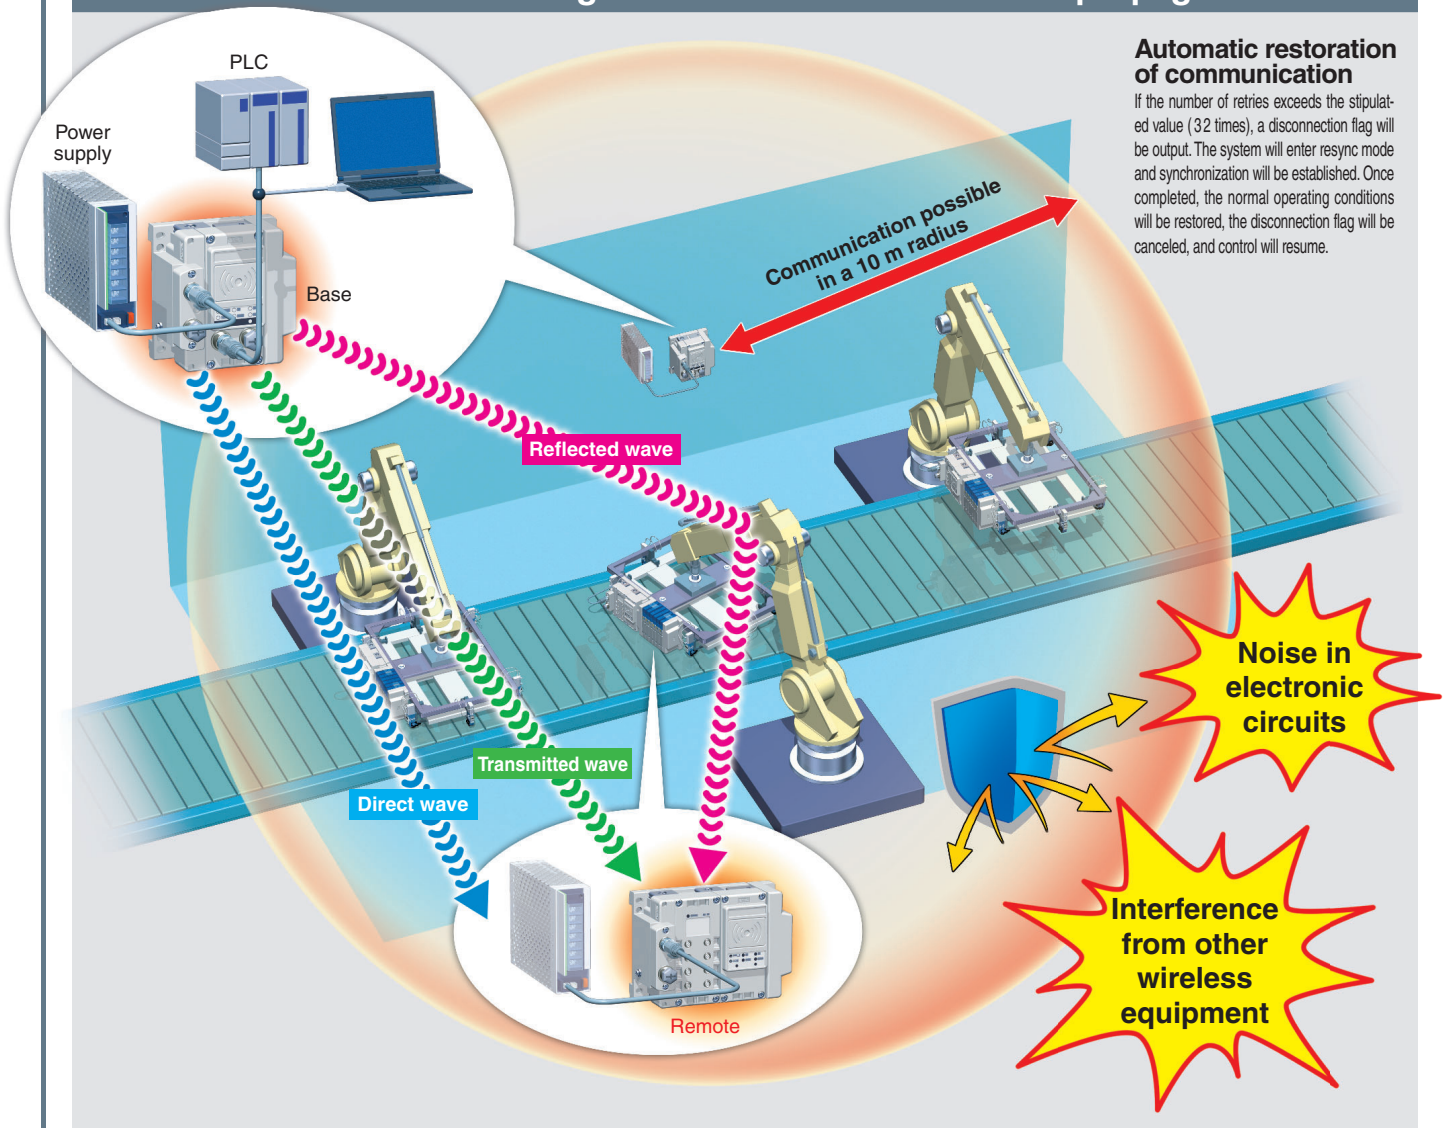 Automatic restoration
of communication
If the number of retries exceeds the stipulat-
ed value (32 times), a disconnection flag will
be output. The system will enter resync mode
and synchronization will be established. Once
completed, the normal operating conditions
will be restored, the disconnection flag will be
canceled, and control will resume.
PLC
Power
supply
Base
Communication possible
in a 10 m radius
Reflected wave
Transmitted wave
Direct wave
Remote
Noise in
electronic
circuits
Interference
from other
wireless
equipment